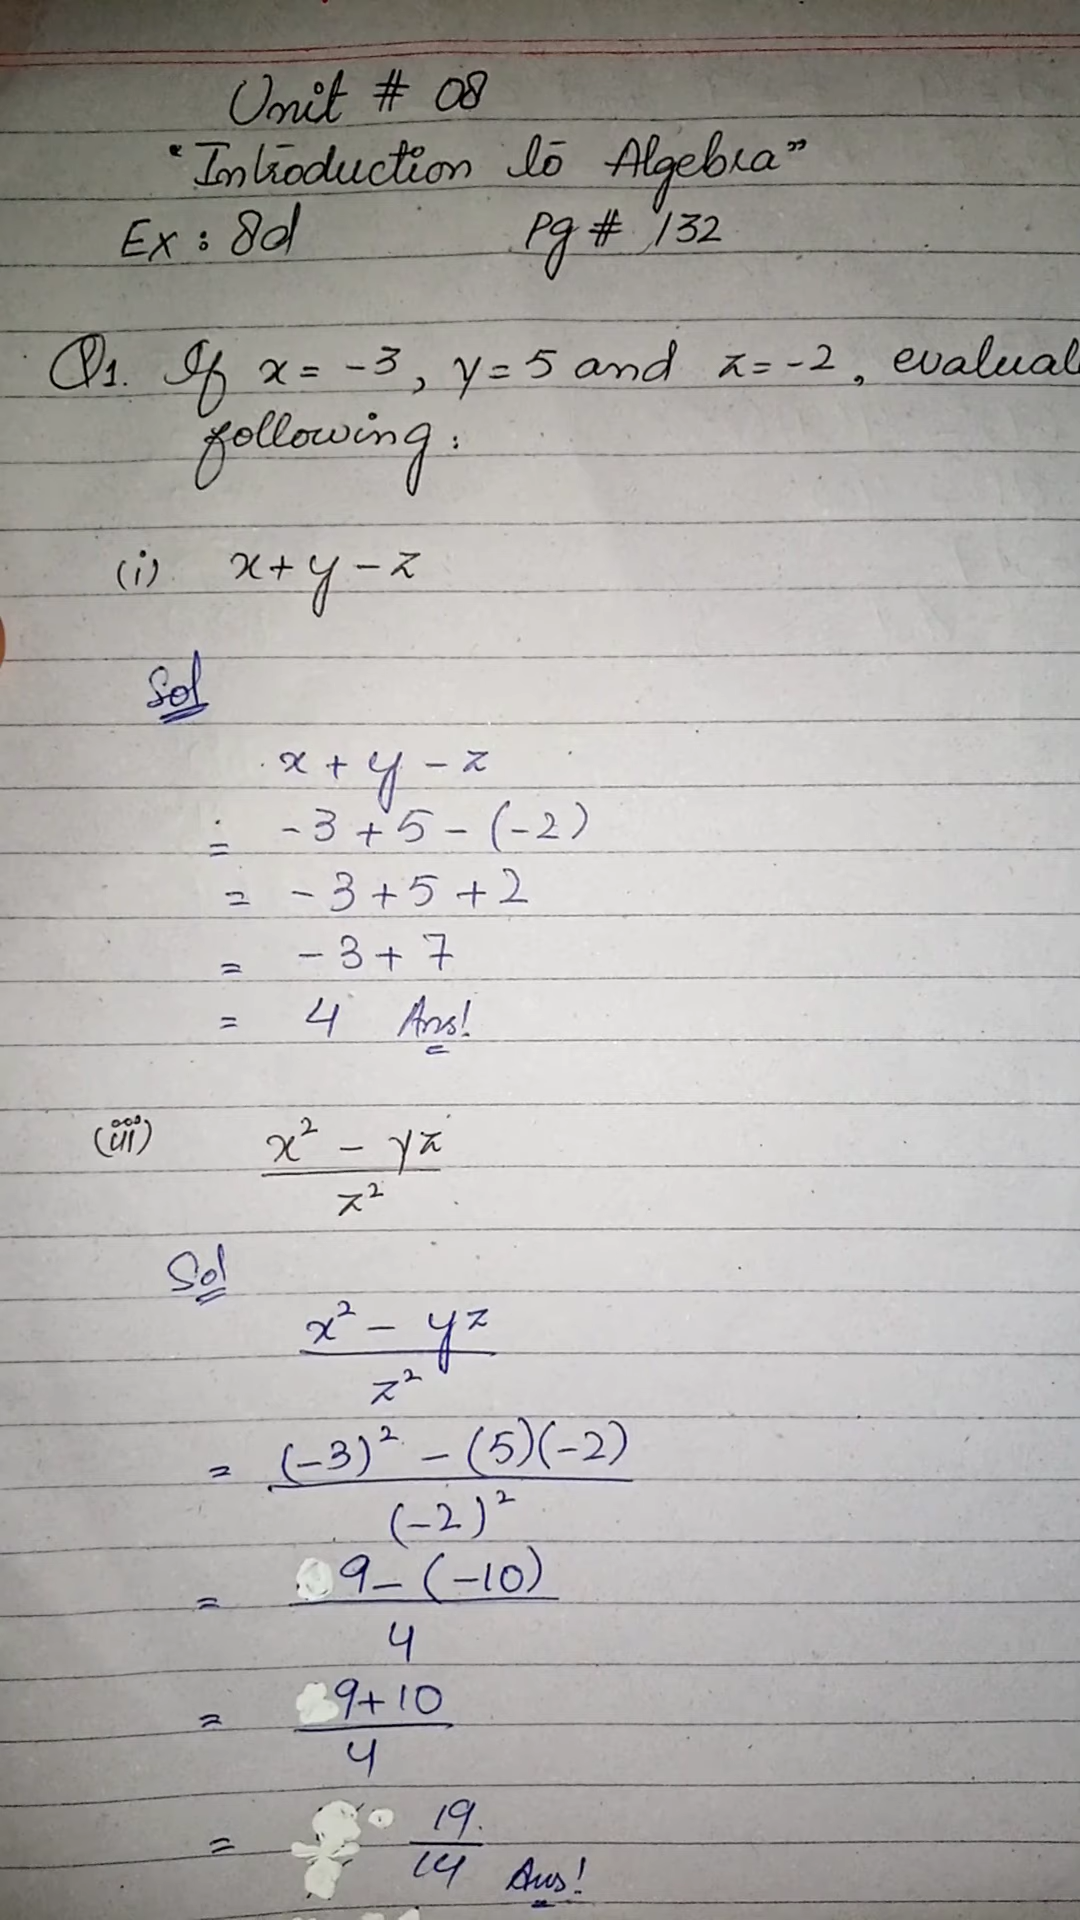 Unit # 08
"Introduction to Algebra"
Ex: 8d Pg # 132
Q1. If x = -3, y = 5 and z = -2, evaluat
following:
(i) x + y - z
Sol
x + y - z
= -3 + 5 - (-2)
= -3 + 5 + 2
= -3 + 7
= 4 Ans!
(iii) x² - yz
z²
Sol
x² - yz
z²
= (-3)² - (5)(-2)
(-2)²
= 9 - (-10)
4
= 9 + 10
4
= 19
14 Ans!